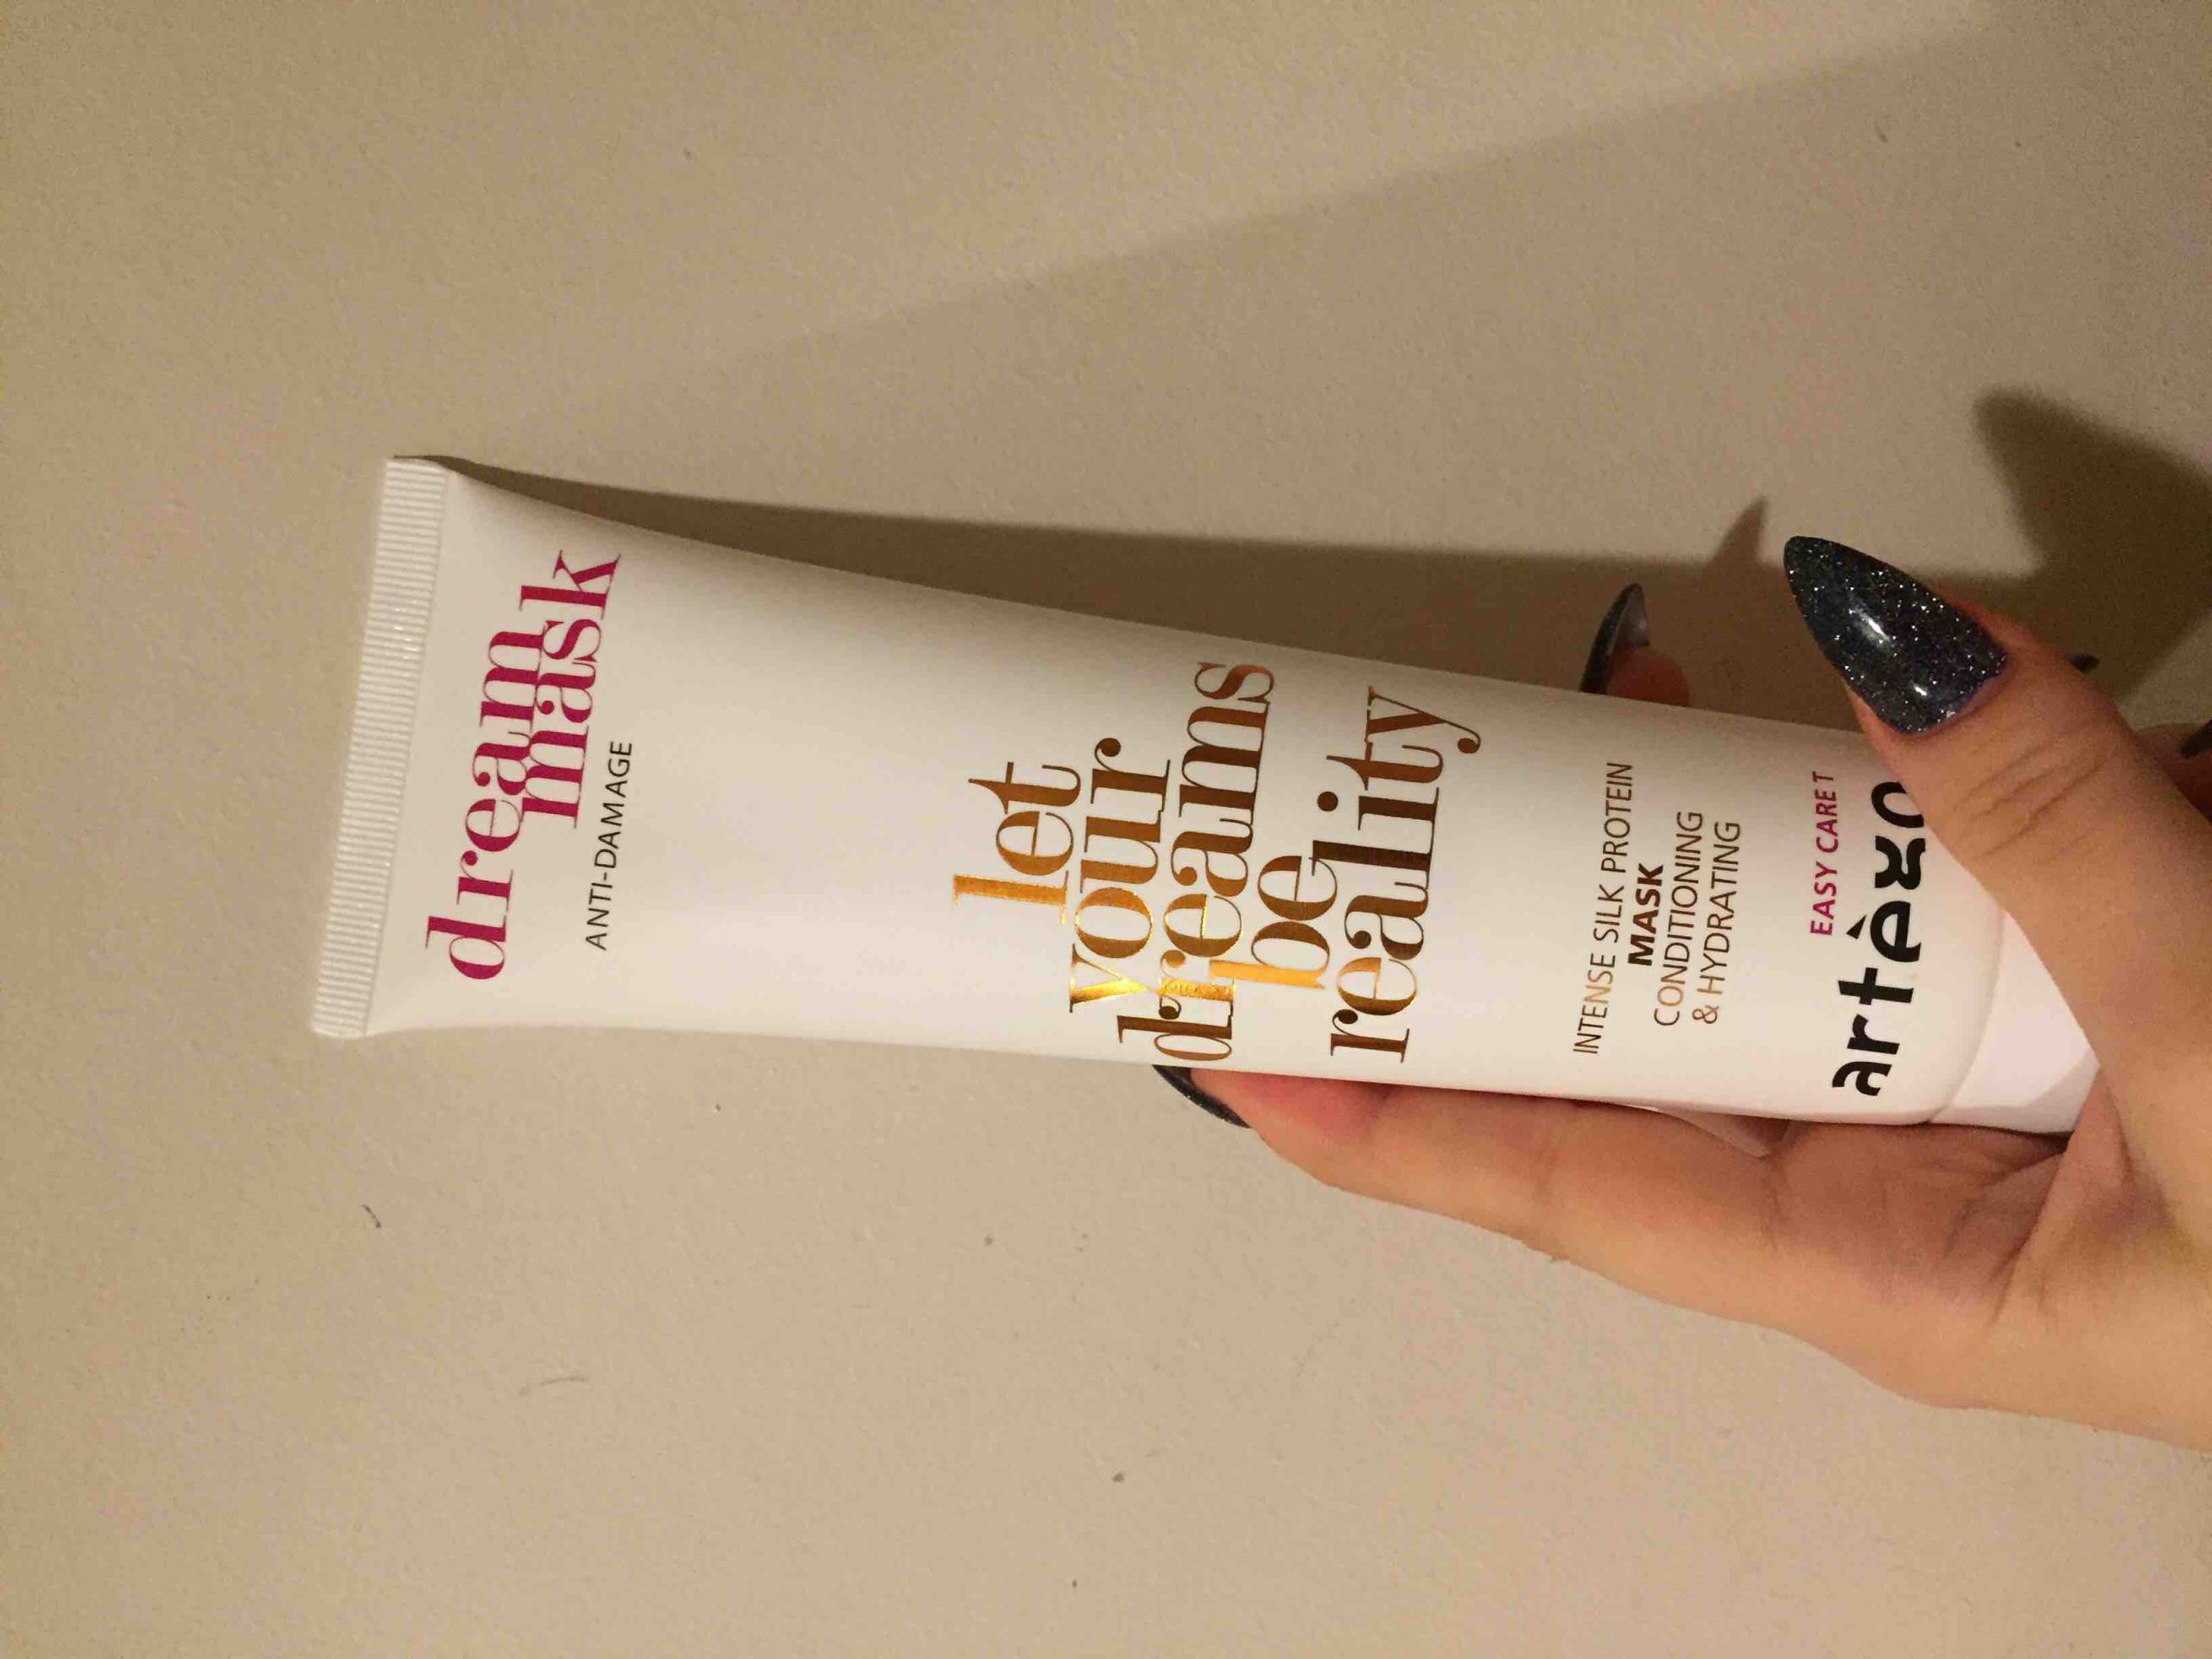 dream
mask
ANTI-DAMAGE
let
your
dreams
be
reality
INTENSE SILK PROTEIN
MASK
CONDITIONING
& HYDRATING
EASY CARE T
artègo